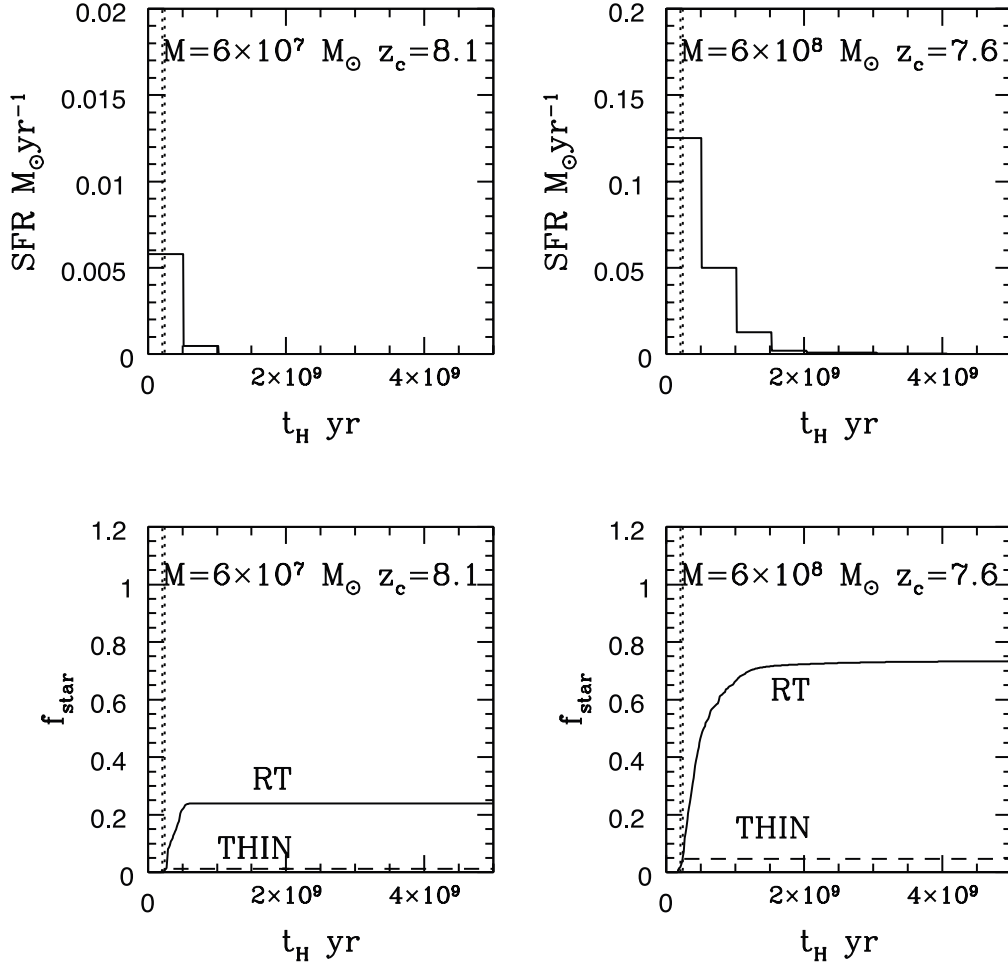 0.02
M=6×10⁷ M⊙ z_c=8.1
0.015
0.01
0.005
0
SFR M⊙yr⁻¹
0
2×10⁹
4×10⁹
t_H yr
0.2
M=6×10⁸ M⊙ z_c=7.6
0.15
0.1
0.05
0
SFR M⊙yr⁻¹
0
2×10⁹
4×10⁹
t_H yr
1.2
M=6×10⁷ M⊙ z_c=8.1
1
0.8
0.6
0.4
0.2
0
f_star
RT
THIN
0
2×10⁹
4×10⁹
t_H yr
1.2
M=6×10⁸ M⊙ z_c=7.6
1
0.8
0.6
0.4
0.2
0
f_star
RT
THIN
0
2×10⁹
4×10⁹
t_H yr